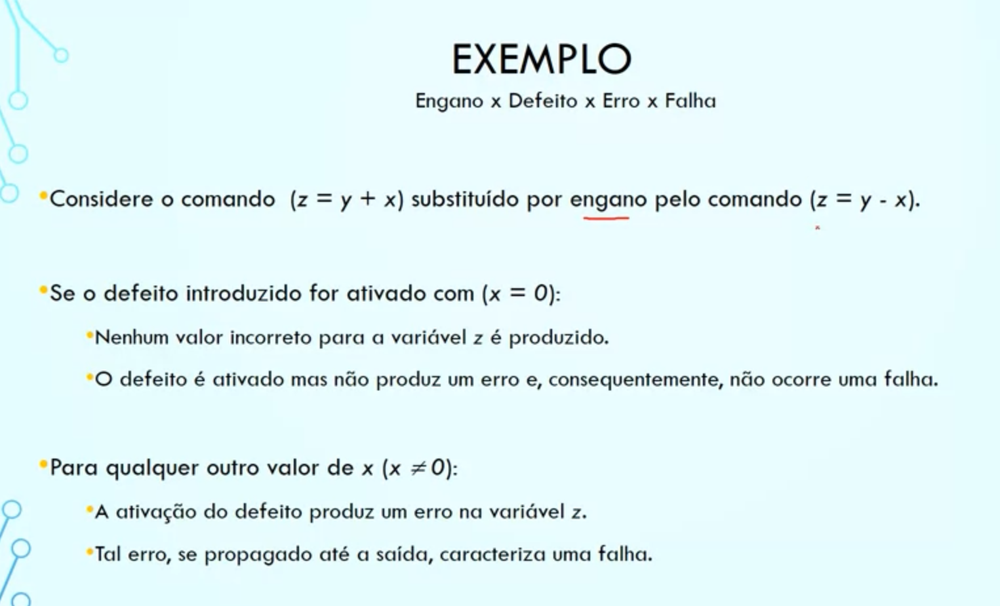 EXEMPLO
Engano x Defeito x Erro x Falha
•Considere o comando (z = y + x) substituído por engano pelo comando (z = y - x).
•Se o defeito introduzido for ativado com (x = 0):
•Nenhum valor incorreto para a variável z é produzido.
•O defeito é ativado mas não produz um erro e, consequentemente, não ocorre uma falha.
•Para qualquer outro valor de x (x ≠ 0):
•A ativação do defeito produz um erro na variável z.
•Tal erro, se propagado até a saída, caracteriza uma falha.